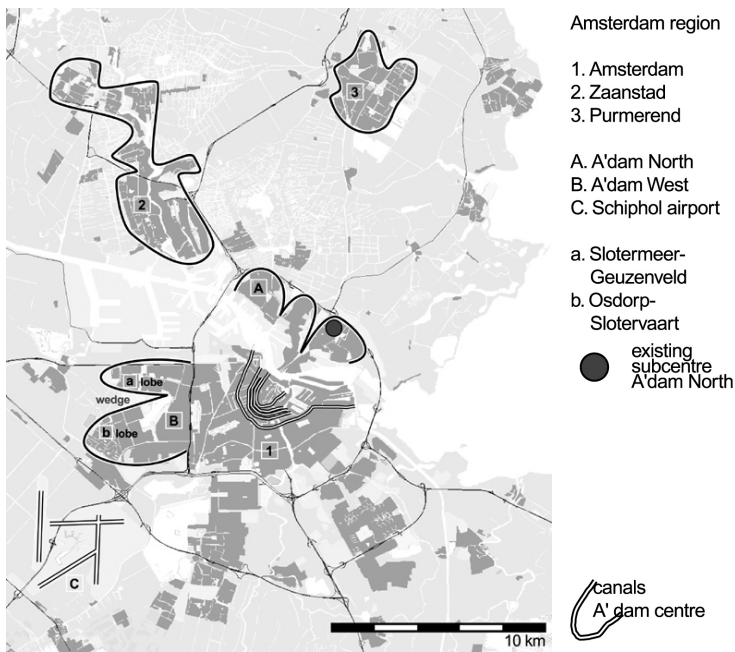 Amsterdam region
1. Amsterdam
2. Zaanstad
3. Purmerend
A. A'dam North
B. A'dam West
C. Schiphol airport
a. Slotermeer-
Geuzenveld
b. Osdorp-
Slotervaart
existing
subcentre
A'dam North
canals
A' dam centre
3
2
A
a lobe
wedge
B
b lobe
1
C
10 km